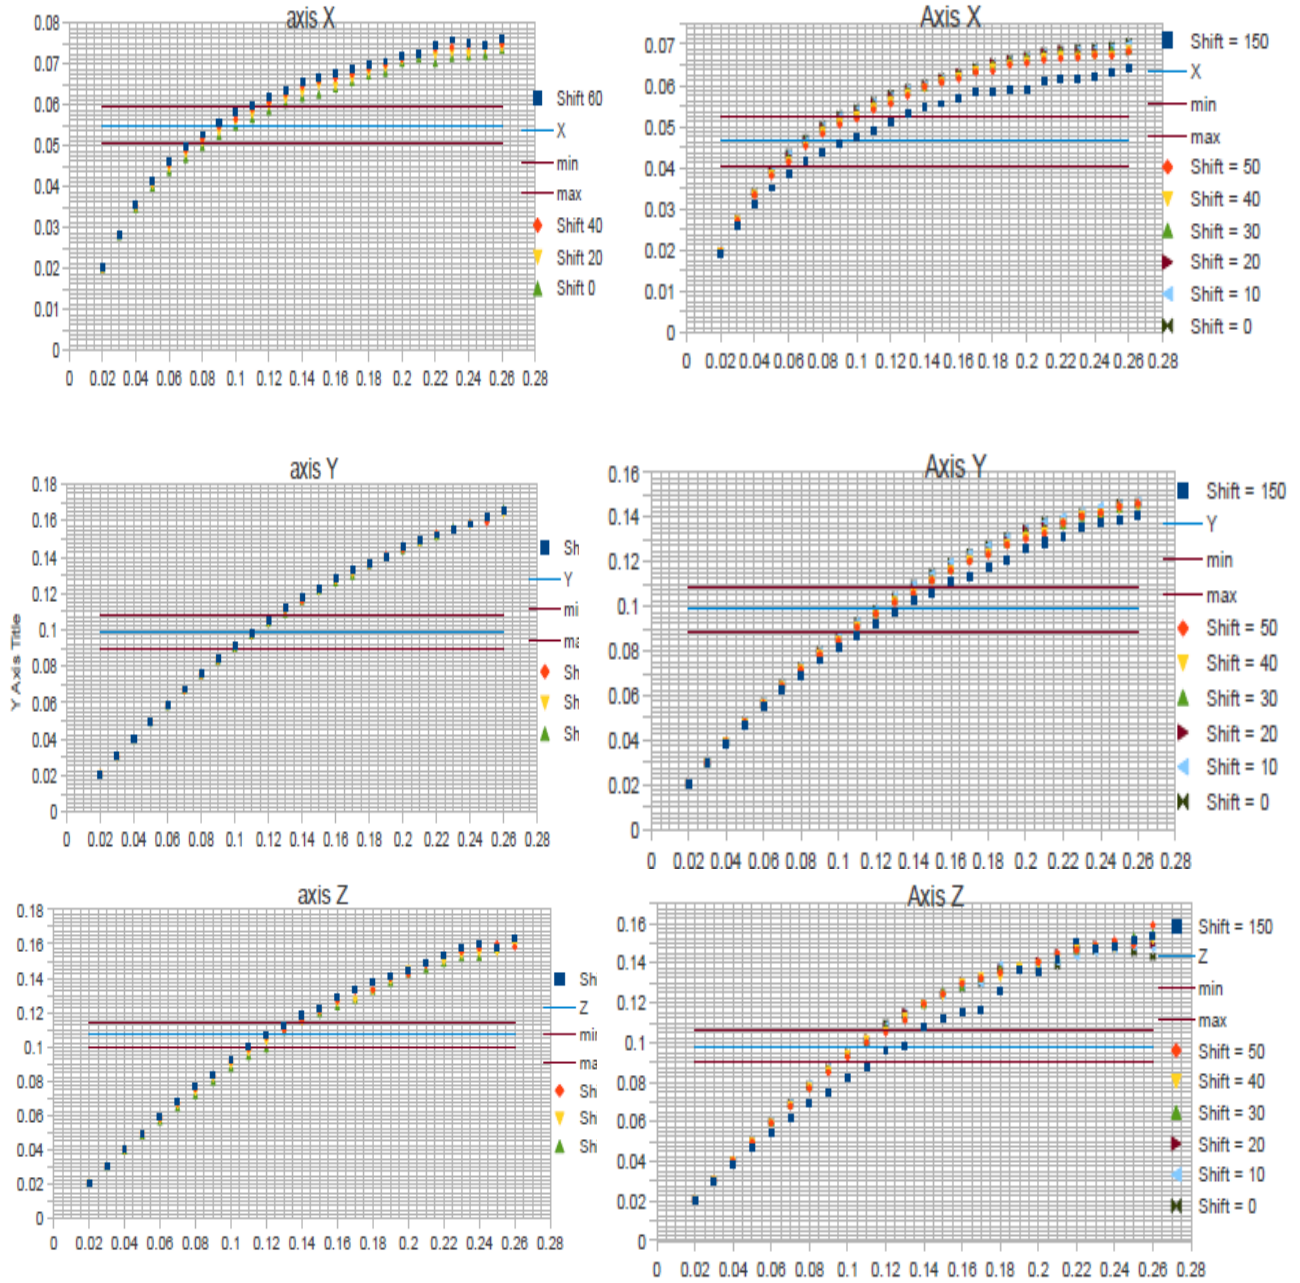 axis X
0.08
0.07
0.06
0.05
0.04
0.03
0.02
0.01
0
0 0.02 0.04 0.06 0.08 0.1 0.12 0.14 0.16 0.18 0.2 0.22 0.24 0.26 0.28
Shift 60
X
min
max
Shift 40
Shift 20
Shift 0
Axis X
0.07
0.06
0.05
0.04
0.03
0.02
0.01
0
0 0.02 0.04 0.06 0.08 0.1 0.12 0.14 0.16 0.18 0.2 0.22 0.24 0.26 0.28
Shift = 150
X
min
max
Shift = 50
Shift = 40
Shift = 30
Shift = 20
Shift = 10
Shift = 0
axis Y
Y Axis Title
0.18
0.16
0.14
0.12
0.1
0.08
0.06
0.04
0.02
0
0 0.02 0.04 0.06 0.08 0.1 0.12 0.14 0.16 0.18 0.2 0.22 0.24 0.26 0.28
Sh
Y
mi
ma
Sh
Sh
Sh
Axis Y
0.16
0.14
0.12
0.1
0.08
0.06
0.04
0.02
0
0 0.02 0.04 0.06 0.08 0.1 0.12 0.14 0.16 0.18 0.2 0.22 0.24 0.26 0.28
Shift = 150
Y
min
max
Shift = 50
Shift = 40
Shift = 30
Shift = 20
Shift = 10
Shift = 0
axis Z
0.18
0.16
0.14
0.12
0.1
0.08
0.06
0.04
0.02
0
0 0.02 0.04 0.06 0.08 0.1 0.12 0.14 0.16 0.18 0.2 0.22 0.24 0.26 0.28
Sh
Z
min
ma
Sh
Sh
Sh
Axis Z
0.16
0.14
0.12
0.1
0.08
0.06
0.04
0.02
0
0 0.02 0.04 0.06 0.08 0.1 0.12 0.14 0.16 0.18 0.2 0.22 0.24 0.26 0.28
Shift = 150
Z
min
max
Shift = 50
Shift = 40
Shift = 30
Shift = 20
Shift = 10
Shift = 0